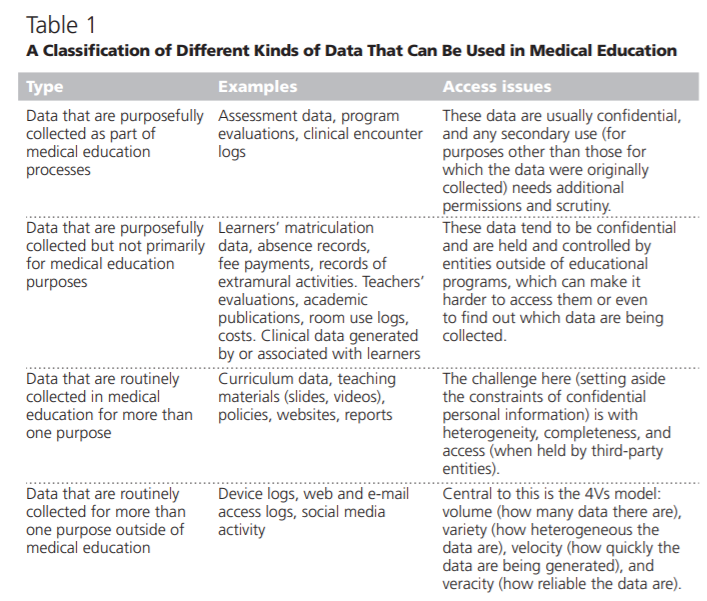 Table 1
A Classification of Different Kinds of Data That Can Be Used in Medical Education
Type Examples Access issues
Data that are purposefully
collected as part of
medical education
processes
Assessment data, program
evaluations, clinical encounter
logs
These data are usually confidential,
and any secondary use (for
purposes other than those for
which the data were originally
collected) needs additional
permissions and scrutiny.
Data that are purposefully
collected but not primarily
for medical education
purposes
Learners’ matriculation
data, absence records,
fee payments, records of
extramural activities. Teachers’
evaluations, academic
publications, room use logs,
costs. Clinical data generated
by or associated with learners
These data tend to be confidential
and are held and controlled by
entities outside of educational
programs, which can make it
harder to access them or even
to find out which data are being
collected.
Data that are routinely
collected in medical
education for more than
one purpose
Curriculum data, teaching
materials (slides, videos),
policies, websites, reports
The challenge here (setting aside
the constraints of confidential
personal information) is with
heterogeneity, completeness, and
access (when held by third-party
entities).
Data that are routinely
collected for more than
one purpose outside of
medical education
Device logs, web and e-mail
access logs, social media
activity
Central to this is the 4Vs model:
volume (how many data there are),
variety (how heterogeneous the
data are), velocity (how quickly the
data are being generated), and
veracity (how reliable the data are).